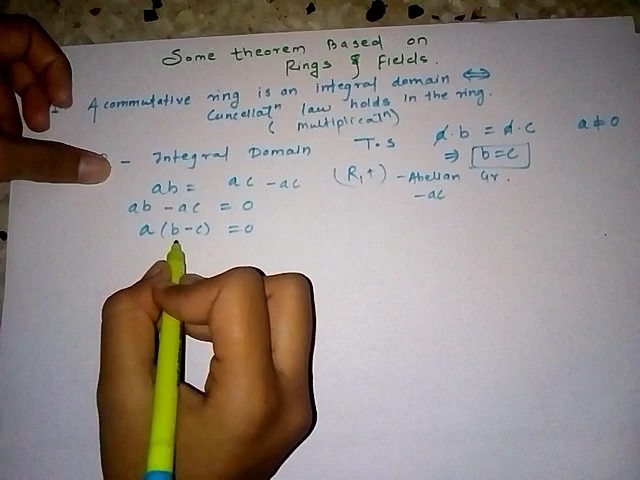 Some theorem Based on
Rings & Fields.
A commutative ring is an integral domain ⇔
Cancellatⁿ law holds in the ring.
(multiplicatⁿ)
- Integral Domain T.S a.b = a.c a ≠ 0
⇒ b=c
ab = ac - ac (R,+) - Abelian Gr.
- ac
ab - ac = 0
a(b-c) = 0